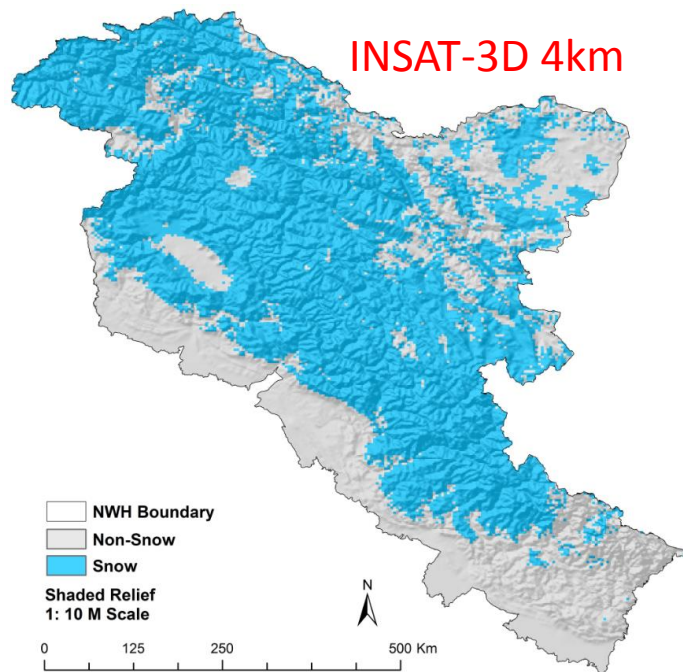 INSAT-3D 4km
NWH Boundary
Non-Snow
Snow
Shaded Relief
1: 10 M Scale
N
0 125 250 500 Km